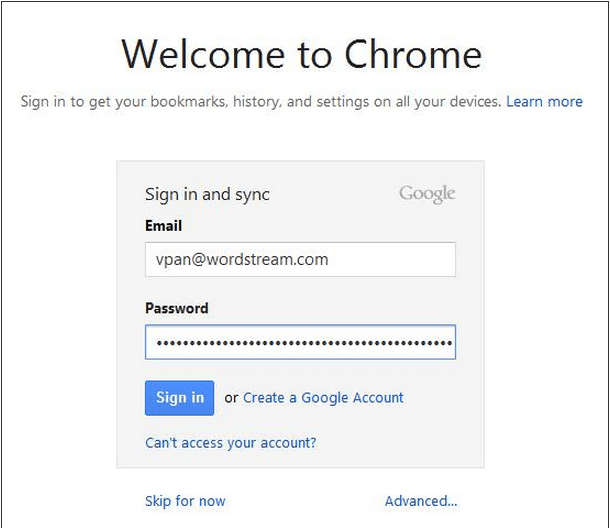 Welcome to Chrome
Sign in to get your bookmarks, history, and settings on all your devices. Learn more
Sign in and sync Google
Email
vpan@wordstream.com
Password
••••••••••••••••••••••••••••••••••••••••••••••
Sign in or Create a Google Account
Can't access your account?
Skip for now Advanced...